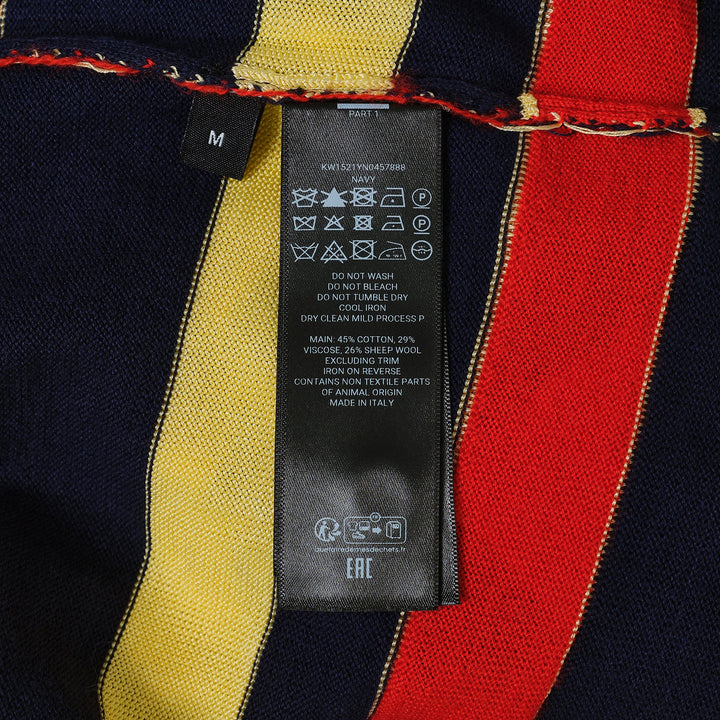 PART 1
M
KW1521YN0457888
NAVY
DO NOT WASH
DO NOT BLEACH
DO NOT TUMBLE DRY
COOL IRON
DRY CLEAN MILD PROCESS P
MAIN: 45% COTTON, 29%
VISCOSE, 26% SHEEP WOOL
EXCLUDING TRIM
IRON ON REVERSE
CONTAINS NON TEXTILE PARTS
OF ANIMAL ORIGIN
MADE IN ITALY
FR
quefairedemesdechets.fr
EAC